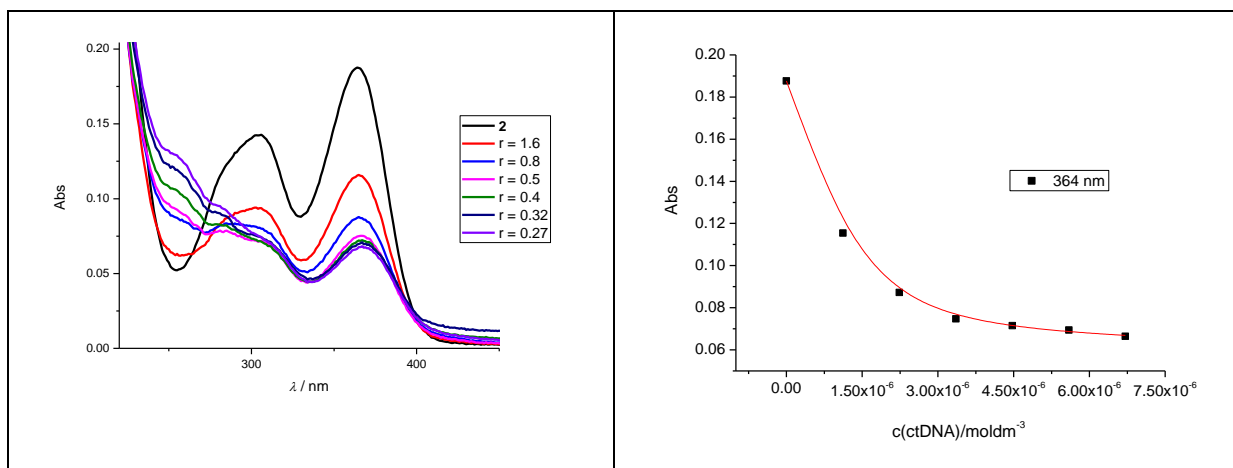 0.20
0.15
0.10
0.05
0.00
Abs
300
400
λ / nm
2
r = 1.6
r = 0.8
r = 0.5
r = 0.4
r = 0.32
r = 0.27
0.20
0.18
0.16
0.14
0.12
0.10
0.08
0.06
Abs
364 nm
0.00 1.50x10⁻⁶ 3.00x10⁻⁶ 4.50x10⁻⁶ 6.00x10⁻⁶ 7.50x10⁻⁶
c(ctDNA)/moldm⁻³